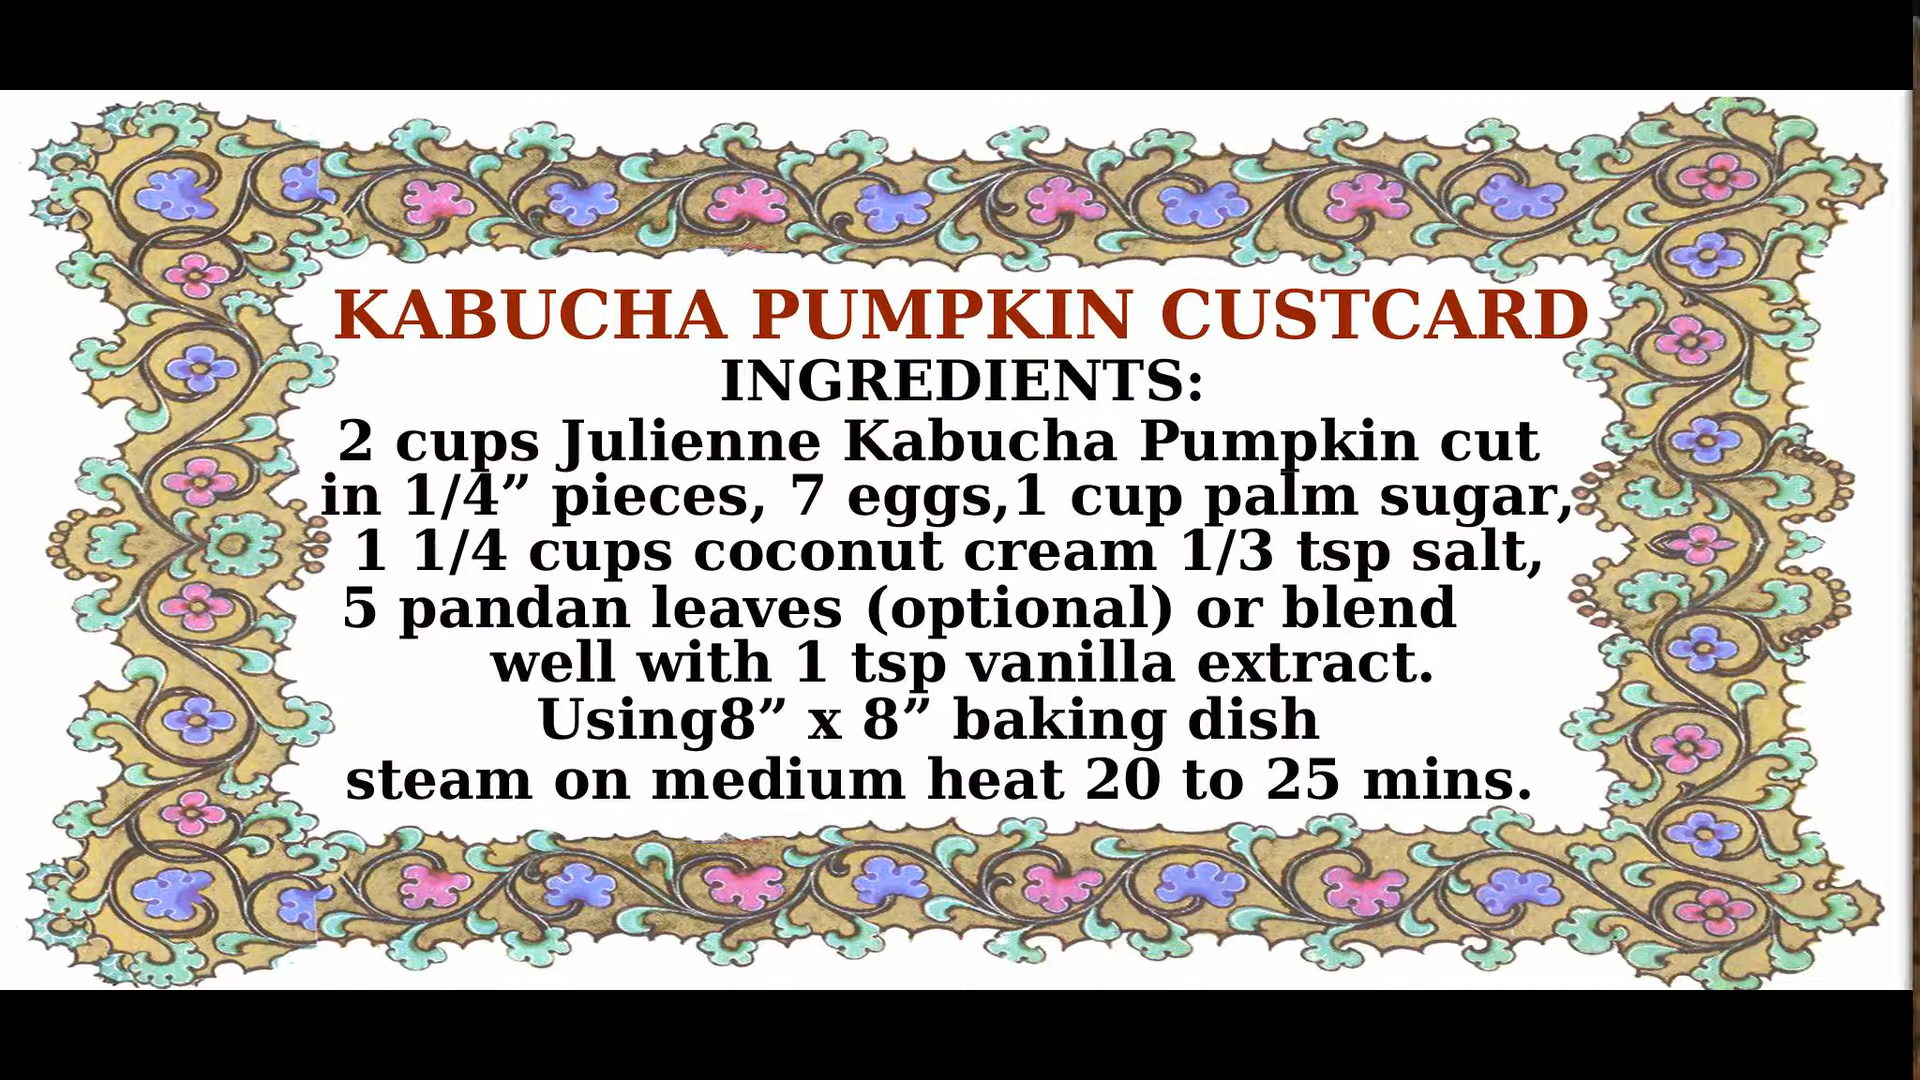 KABUCHA PUMPKIN CUSTCARD
INGREDIENTS:
2 cups Julienne Kabucha Pumpkin cut
in 1/4” pieces, 7 eggs,1 cup palm sugar,
1 1/4 cups coconut cream 1/3 tsp salt,
5 pandan leaves (optional) or blend
well with 1 tsp vanilla extract.
Using8” x 8” baking dish
steam on medium heat 20 to 25 mins.